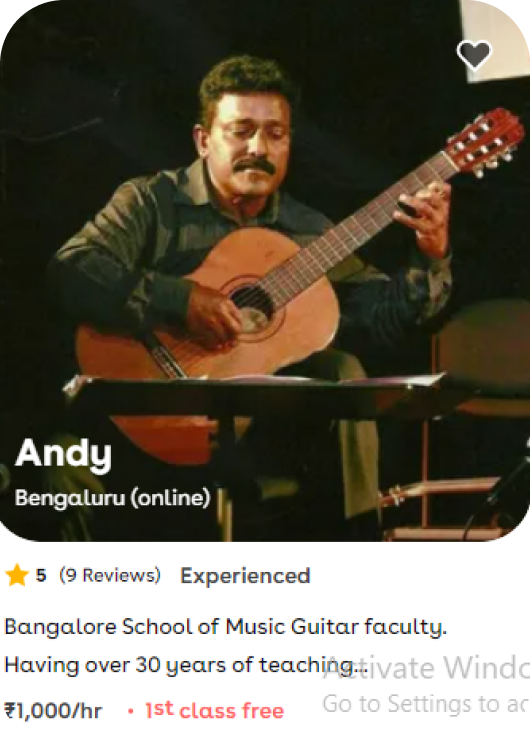 Andy
Bengaluru (online)
5 (9 Reviews) Experienced
Bangalore School of Music Guitar faculty.
Having over 30 years of teaching...
Activate Windo
₹1,000/hr • 1st class free
Go to Settings to ac